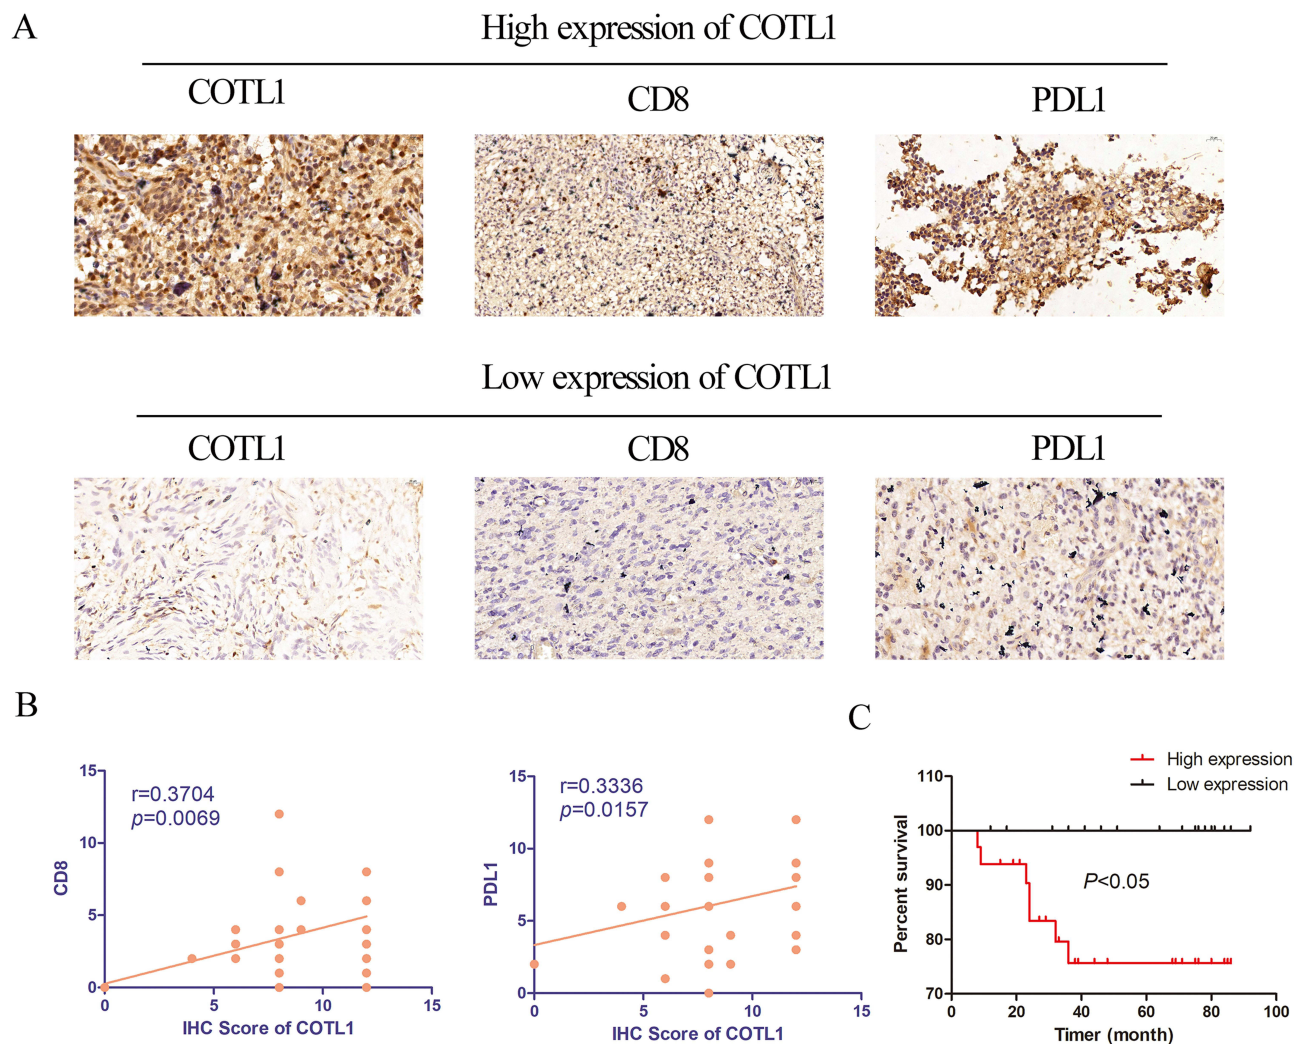 A
High expression of COTL1
COTL1
CD8
PDL1
Low expression of COTL1
COTL1
CD8
PDL1
B
15
10
5
0
CD8
r=0.3704
p=0.0069
0
5
10
15
IHC Score of COTL1
15
10
5
0
PDL1
r=0.3336
p=0.0157
0
5
10
15
IHC Score of COTL1
C
High expression
Low expression
110
100
90
80
70
Percent survival
P<0.05
0
20
40
60
80
100
Timer (month)